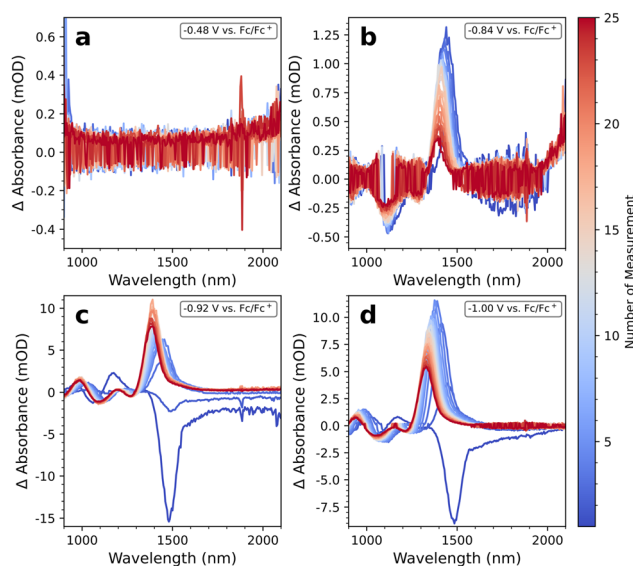 a
-0.48 V vs. Fc/Fc⁺
Δ Absorbance (mOD)
0.6
0.4
0.2
0.0
-0.2
-0.4
1000
1500
2000
Wavelength (nm)
b
-0.84 V vs. Fc/Fc⁺
Δ Absorbance (mOD)
1.25
1.00
0.75
0.50
0.25
0.00
-0.25
-0.50
1000
1500
2000
Wavelength (nm)
c
-0.92 V vs. Fc/Fc⁺
Δ Absorbance (mOD)
10
5
0
-5
-10
-15
1000
1500
2000
Wavelength (nm)
d
-1.00 V vs. Fc/Fc⁺
Δ Absorbance (mOD)
10.0
7.5
5.0
2.5
0.0
-2.5
-5.0
-7.5
1000
1500
2000
Wavelength (nm)
25
20
15
10
5
Number of Measurement